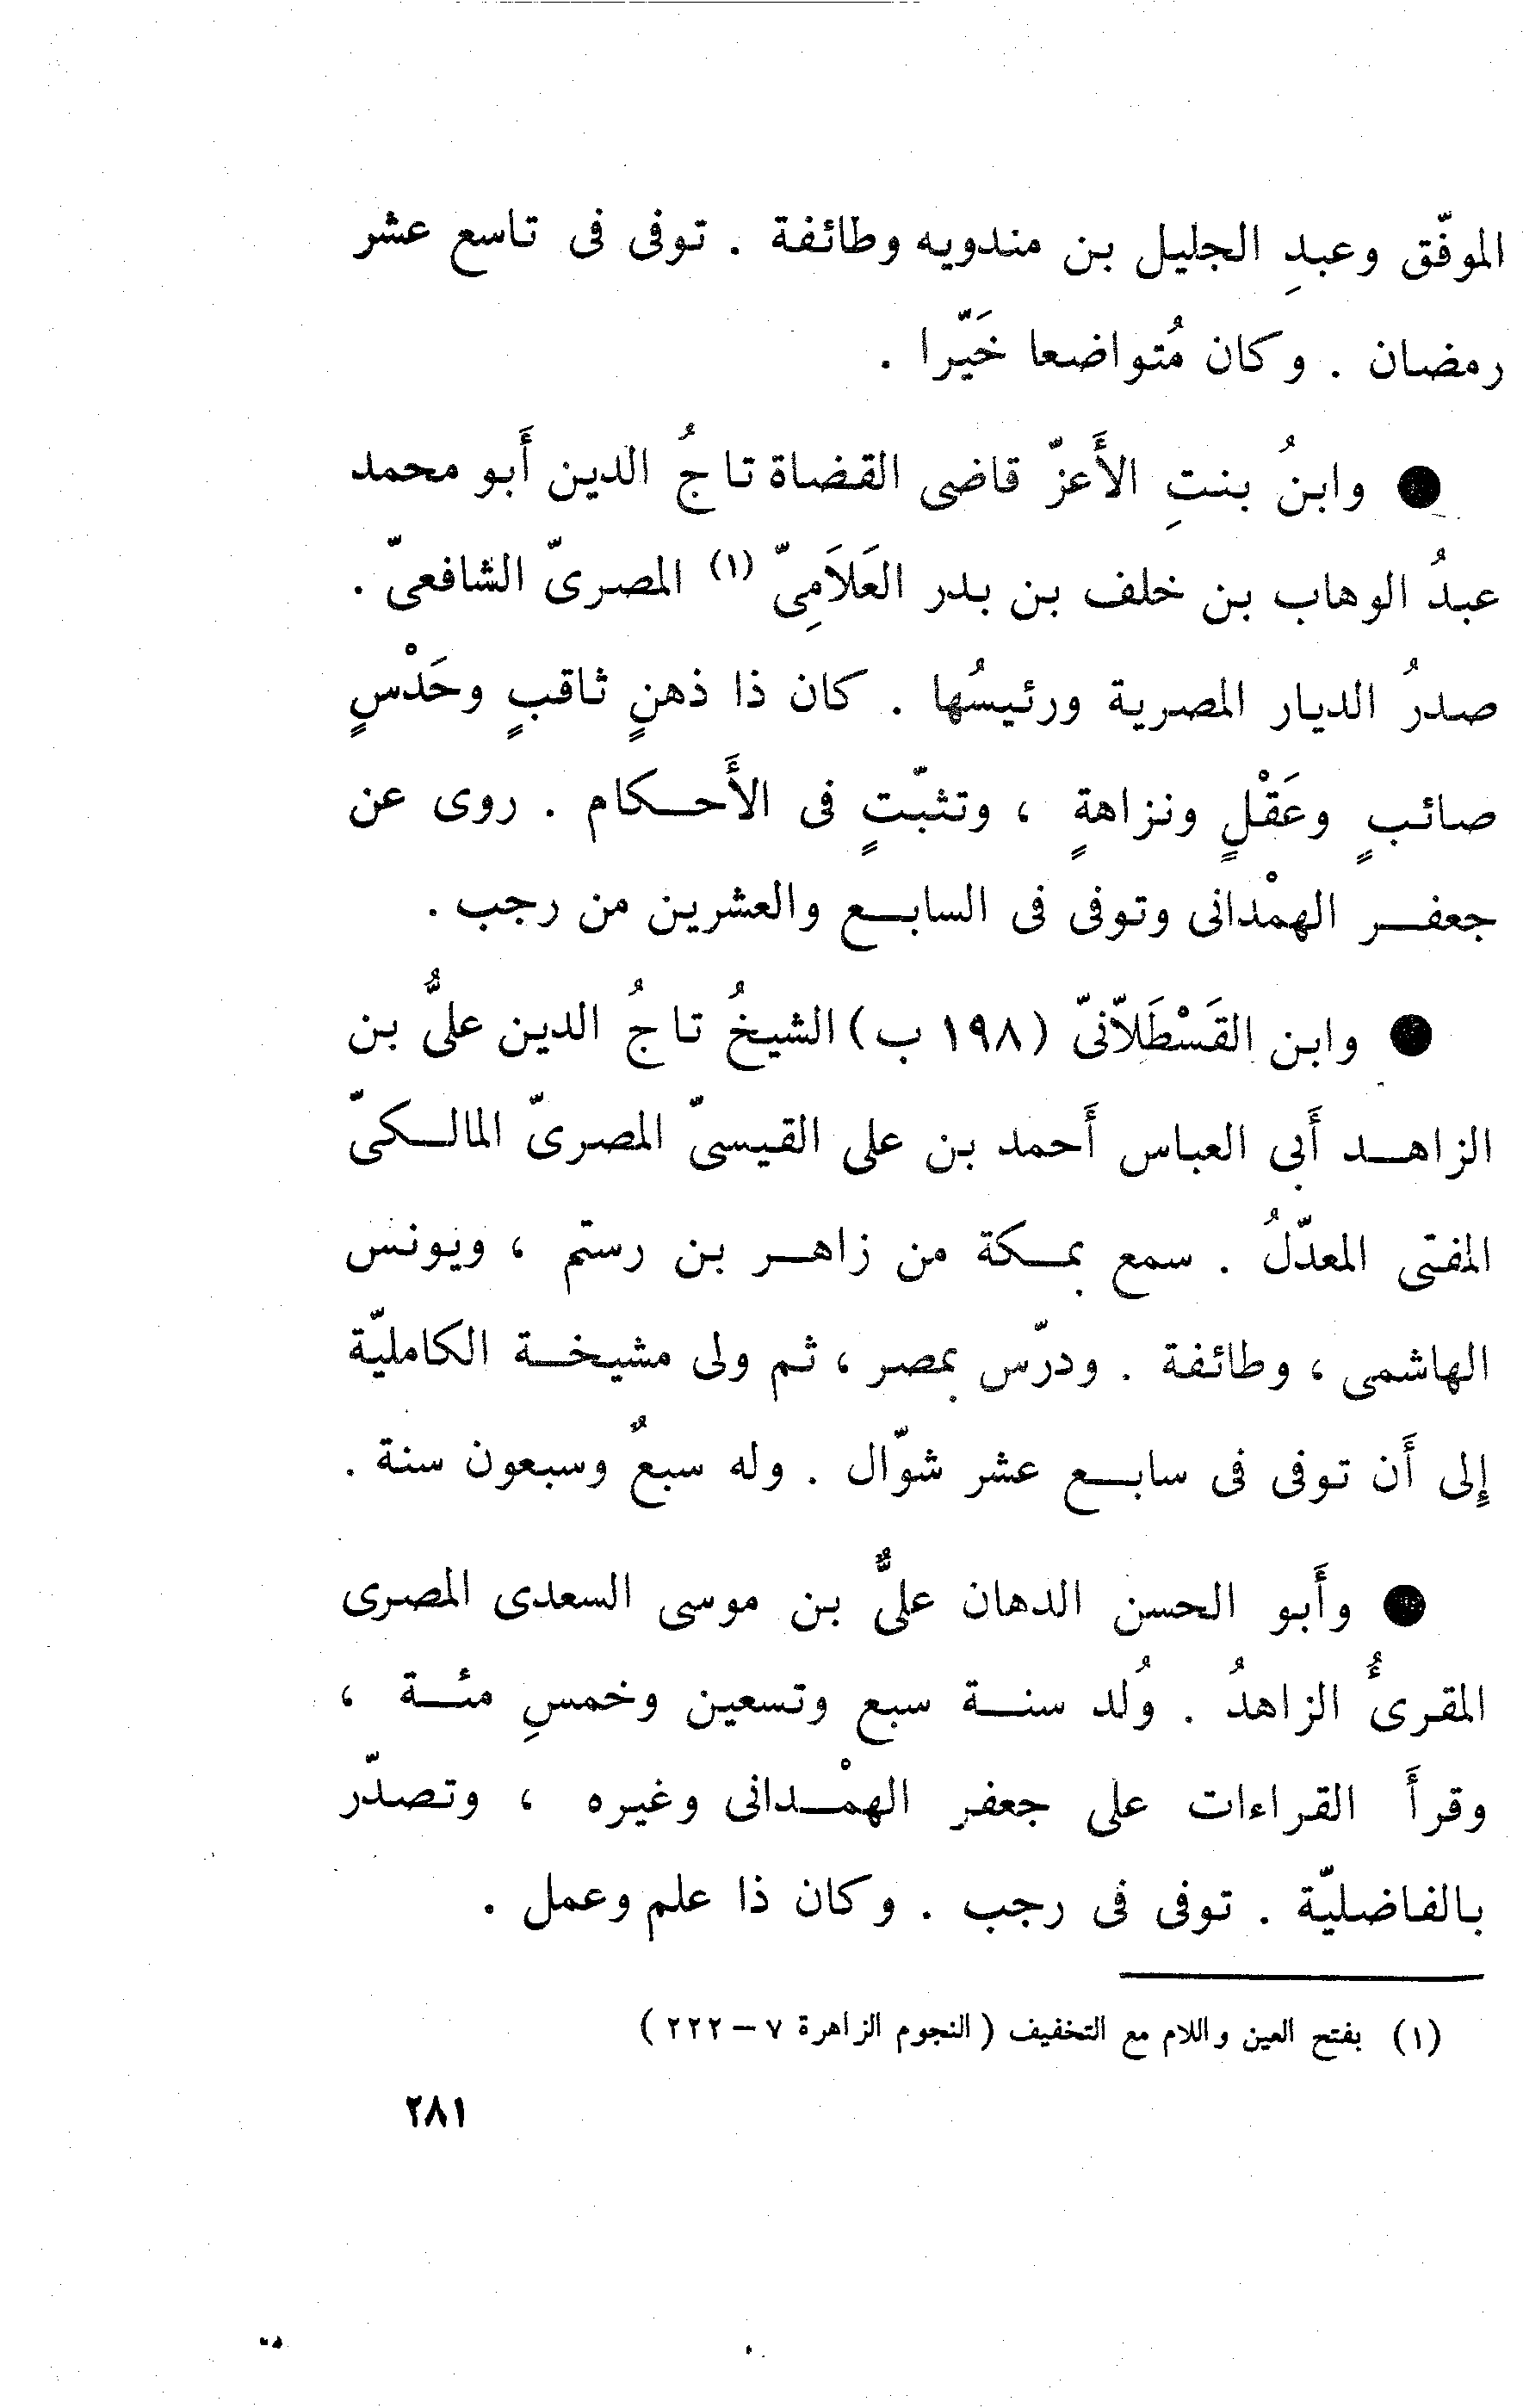 الموفّق وعبدِ الجليل بن مندويه وطائفة . توفى فى تاسع عشر
رمضان . وكان مُتواضعا خَيّرا .
● وابنُ بنتِ الأَعزّ قاضى القضاة تاجُ الدين أَبو محمد
عبدُ الوهاب بن خلف بن بدر العَلاَمِىّ (١) المصرىّ الشافعىّ .
صدرُ الديار المصرية ورئيسُها . كان ذا ذهنٍ ثاقبٍ وحَدْسٍ
صائبٍ وعَقْلٍ ونزاهةٍ ، وتثبّتٍ فى الأَحكام . روى عن
جعفر الهمْدانى وتوفى فى السابع والعشرين من رجب .
● وابن القَسْطَلاّنىّ (١٩٨ ب) الشيخُ تاجُ الدين علىُّ بن
الزاهد أَبى العباس أَحمد بن على القيسىّ المصرىّ المالكىّ
المفتى المعدّلُ . سمع بمكة من زاهر بن رستم ، ويونس
الهاشمى ، وطائفة . ودرّس بمصر ، ثم ولى مشيخة الكامليّة
إلى أَن توفى فى سابع عشر شوّال . وله سبعٌ وسبعون سنة .
● وأَبو الحسن الدهان علىٌّ بن موسى السعدى المصرى
المقرئُ الزاهدُ . وُلد سنة سبع وتسعين وخمسِ مئة ،
وقرأَ القراءات على جعفر الهمْدانى وغيره ، وتصدّر
بالفاضليّة . توفى فى رجب . وكان ذا علم وعمل .
(١) بفتح العين واللام مع التخفيف (النجوم الزاهرة ٧ – ٢٢٢)
٢٨١